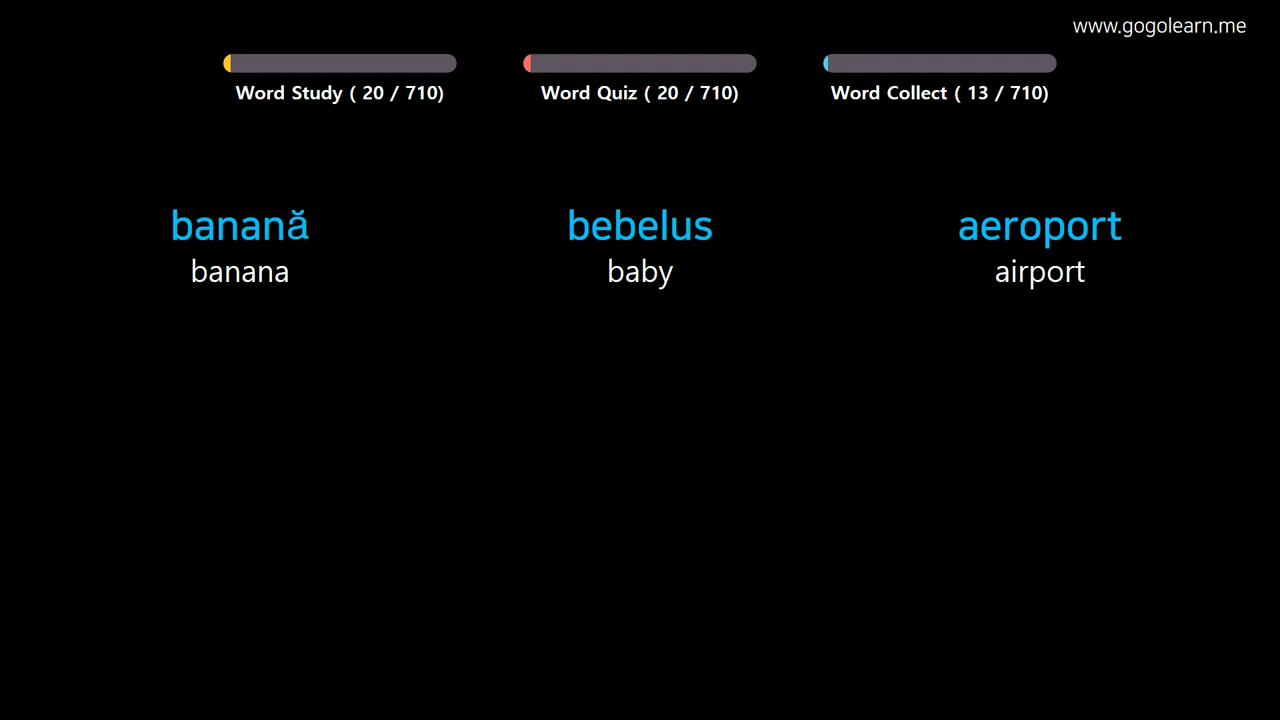 www.gogolearn.me
Word Study ( 20 / 710)
Word Quiz ( 20 / 710)
Word Collect ( 13 / 710)
banană
banana
bebelus
baby
aeroport
airport